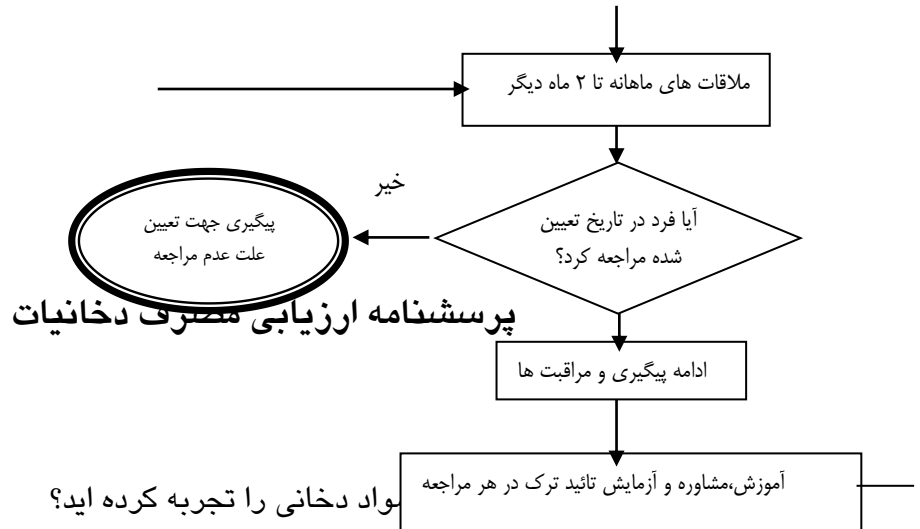 ملاقات های ماهانه تا ۲ ماه دیگر
خیر
آیا فرد در تاریخ تعیین
شده مراجعه کرد؟
پیگیری جهت تعیین
علت عدم مراجعه
پرسشنامه ارزیابی مصرف دخانیات
ادامه پیگیری و مراقبت ها
آموزش،مشاوره و آزمایش تائید ترک در هر مراجعه
مواد دخانی را تجربه کرده اید؟